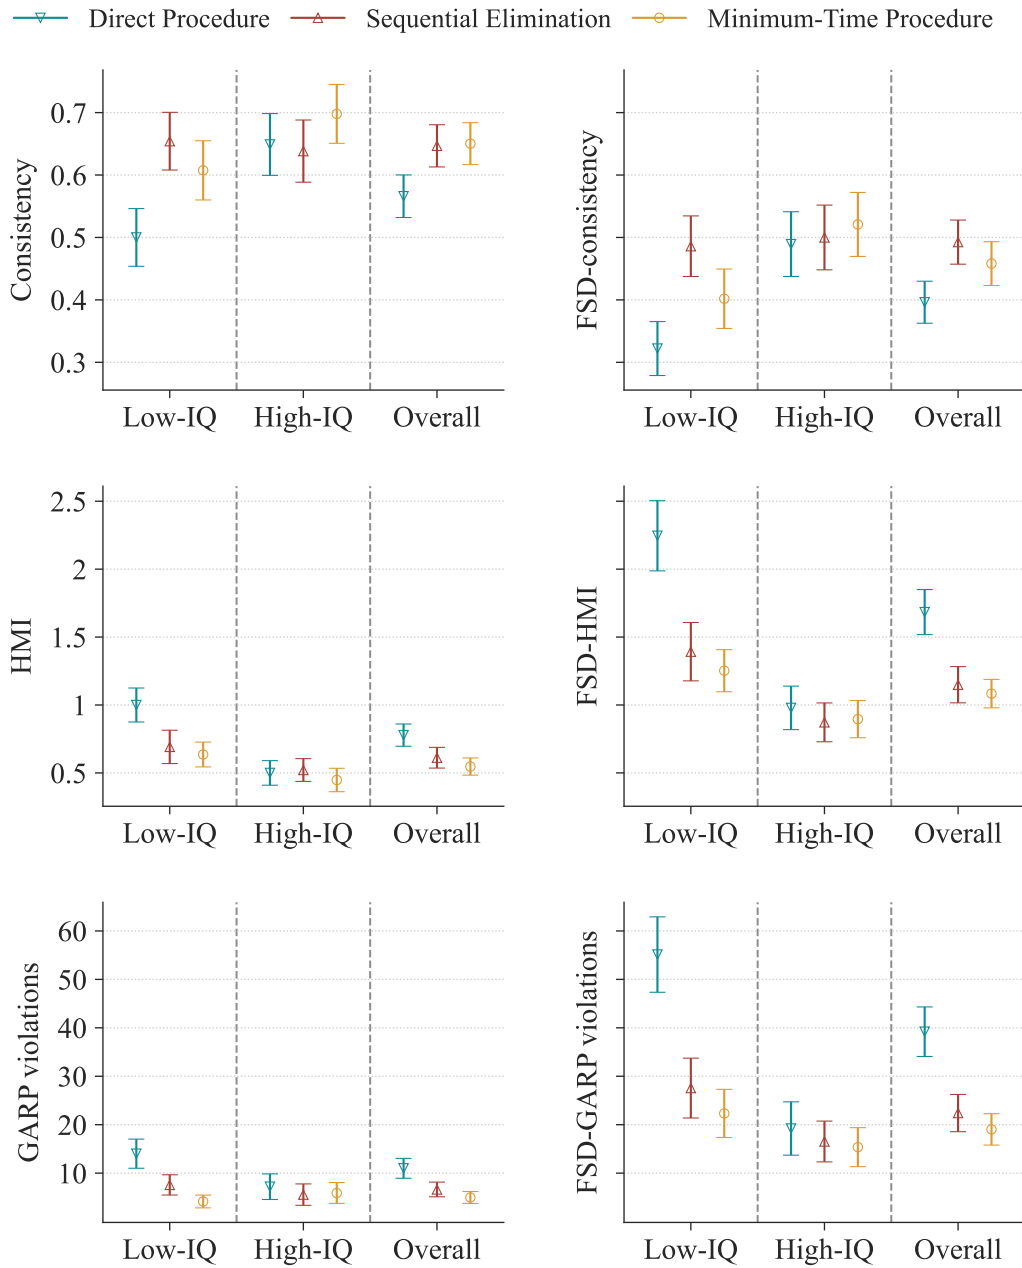 Direct Procedure Sequential Elimination Minimum-Time Procedure
Consistency
0.7
0.6
0.5
0.4
0.3
Low-IQ High-IQ Overall
FSD-consistency
Low-IQ High-IQ Overall
HMI
2.5
2
1.5
1
0.5
Low-IQ High-IQ Overall
FSD-HMI
Low-IQ High-IQ Overall
GARP violations
60
50
40
30
20
10
Low-IQ High-IQ Overall
FSD-GARP violations
Low-IQ High-IQ Overall